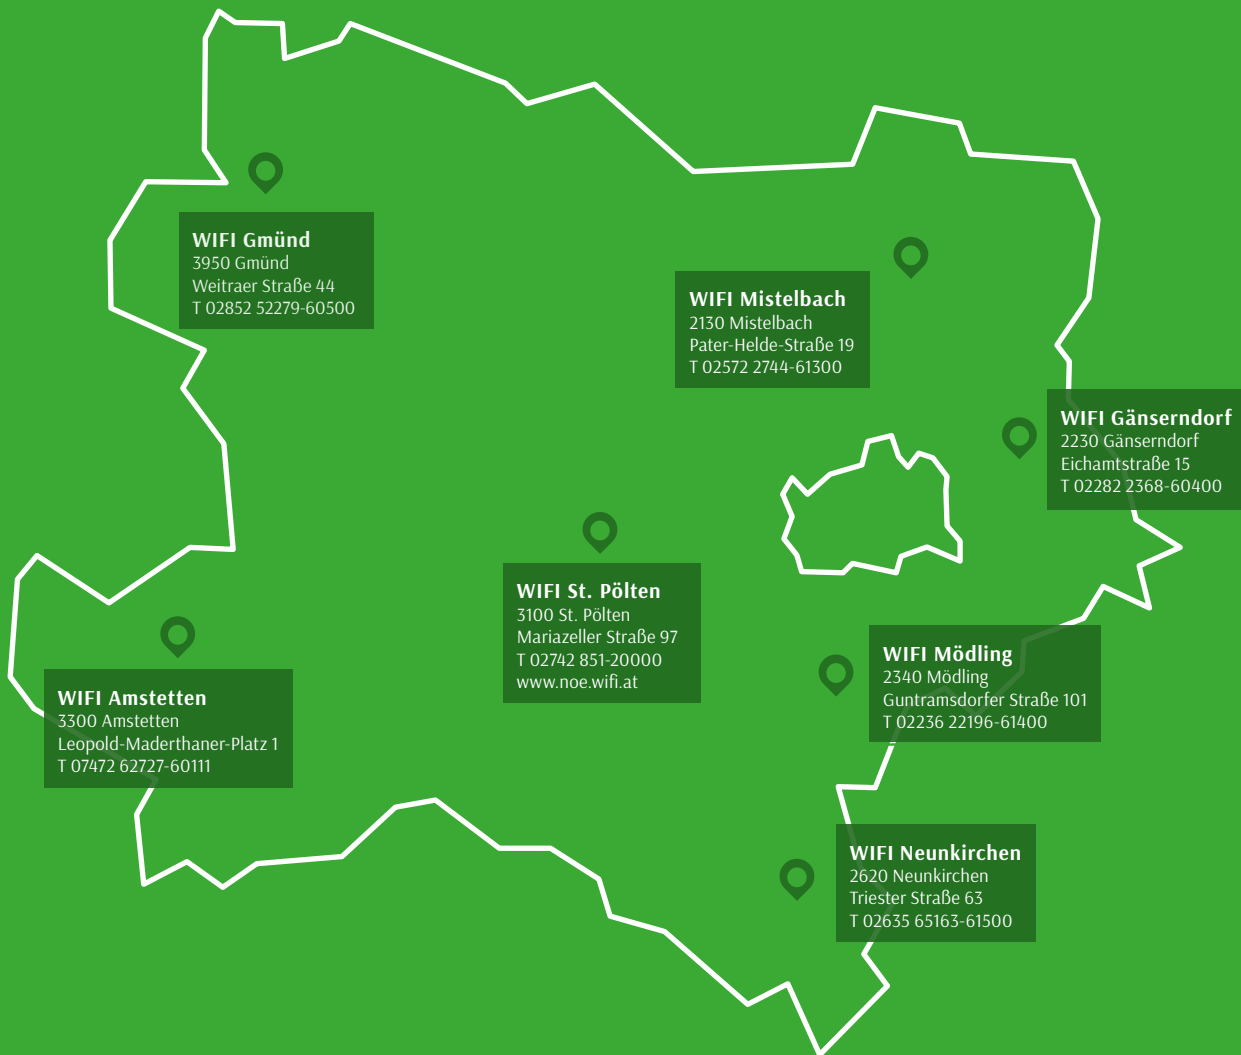 WIFI Gmünd
3950 Gmünd
Weitraer Straße 44
T 02852 52279-60500
WIFI Mistelbach
2130 Mistelbach
Pater-Helde-Straße 19
T 02572 2744-61300
WIFI Gänserndorf
2230 Gänserndorf
Eichamtstraße 15
T 02282 2368-60400
WIFI St. Pölten
3100 St. Pölten
Mariazeller Straße 97
T 02742 851-20000
www.noe.wifi.at
WIFI Mödling
2340 Mödling
Guntramsdorfer Straße 101
T 02236 22196-61400
WIFI Amstetten
3300 Amstetten
Leopold-Maderthaner-Platz 1
T 07472 62727-60111
WIFI Neunkirchen
2620 Neunkirchen
Triester Straße 63
T 02635 65163-61500